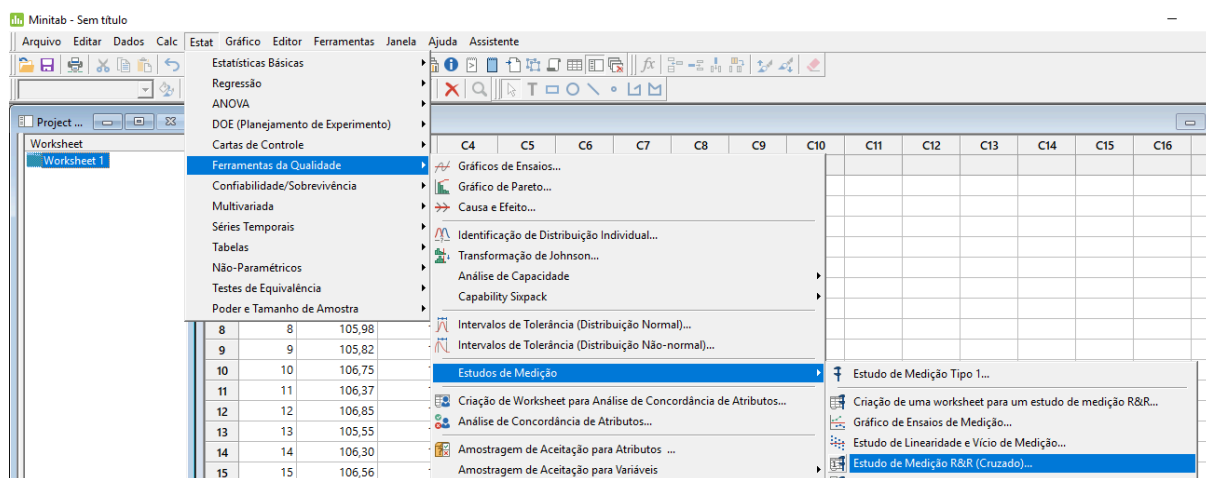 Minitab - Sem título
Arquivo Editar Dados Calc Estat Gráfico Editor Ferramentas Janela Ajuda Assistente
Estatísticas Básicas
Regressão
ANOVA
DOE (Planejamento de Experimento)
Cartas de Controle
Ferramentas da Qualidade
Confiabilidade/Sobrevivência
Multivariada
Séries Temporais
Tabelas
Não-Paramétricos
Testes de Equivalência
Poder e Tamanho de Amostra
Project ...
Worksheet
Worksheet 1
C4 C5 C6 C7 C8 C9 C10 C11 C12 C13 C14 C15 C16
Gráficos de Ensaios...
Gráfico de Pareto...
Causa e Efeito...
Identificação de Distribuição Individual...
Transformação de Johnson...
Análise de Capacidade
Capability Sixpack
Intervalos de Tolerância (Distribuição Normal)...
Intervalos de Tolerância (Distribuição Não-normal)...
Estudos de Medição
Criação de Worksheet para Análise de Concordância de Atributos...
Análise de Concordância de Atributos...
Amostragem de Aceitação para Atributos ...
Amostragem de Aceitação para Variáveis
Estudo de Medição Tipo 1...
Criação de uma worksheet para um estudo de medição R&R...
Gráfico de Ensaios de Medição...
Estudo de Linearidade e Vício de Medição...
Estudo de Medição R&R (Cruzado)...
8 8 105,98
9 9 105,82
10 10 106,75
11 11 106,37
12 12 106,85
13 13 105,55
14 14 106,30
15 15 106,56